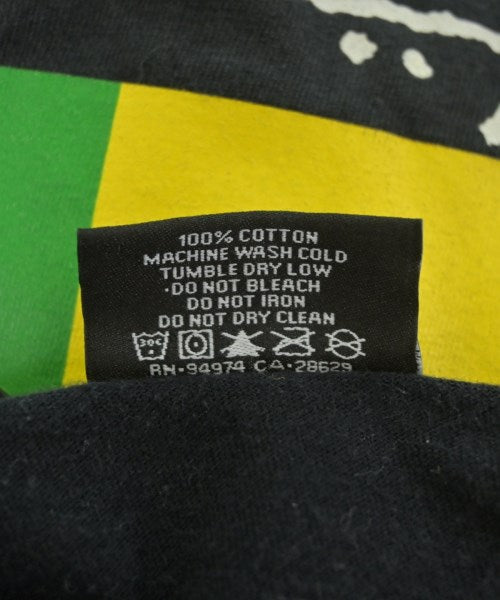 100% COTTON
MACHINE WASH COLD
TUMBLE DRY LOW
·DO NOT BLEACH
DO NOT IRON
DO NOT DRY CLEAN
30C
RN·94974 CA·28629